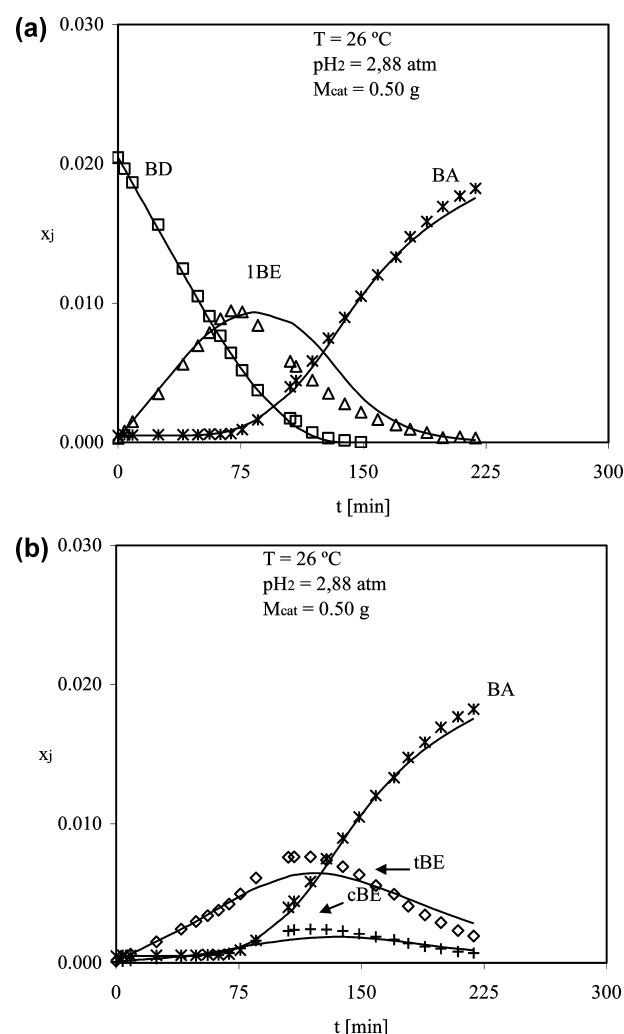 (a)
T = 26 ºC
pH2 = 2,88 atm
Mcat = 0.50 g
0.030
0.020
0.010
0.000
xj
BD
1BE
BA
0
75
150
225
300
t [min]
(b)
T = 26 ºC
pH2 = 2,88 atm
Mcat = 0.50 g
0.030
0.020
0.010
0.000
xj
BA
tBE
cBE
0
75
150
225
300
t [min]